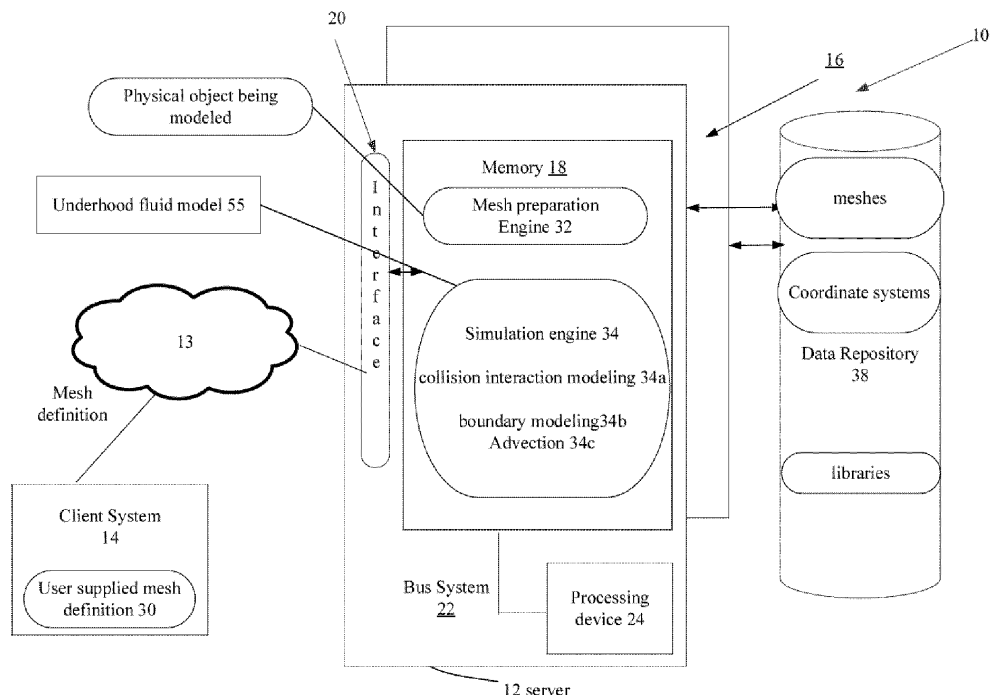 20
10
16
Physical object being
modeled
Underhood fluid model 55
13
Mesh
definition
Client System
14
User supplied mesh
definition 30
Interface
Memory 18
Mesh preparation
Engine 32
Simulation engine 34
collision interaction modeling 34a
boundary modeling34b
Advection 34c
Bus System
22
Processing
device 24
12 server
meshes
Coordinate systems
Data Repository
38
libraries